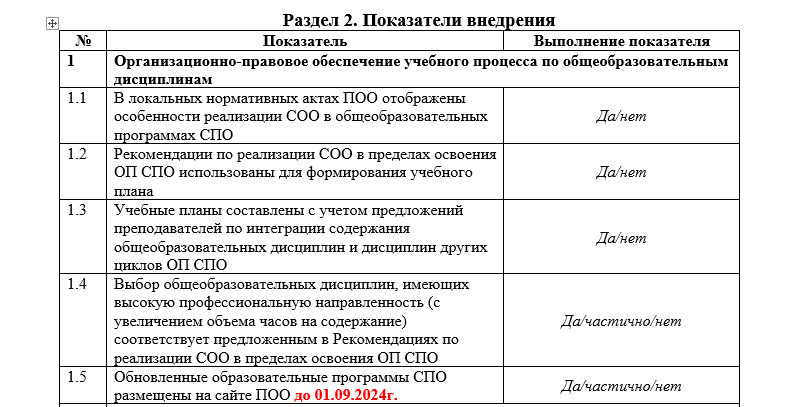 Раздел 2. Показатели внедрения
№ Показатель Выполнение показателя
1 Организационно-правовое обеспечение учебного процесса по общеобразовательным
дисциплинам
1.1 В локальных нормативных актах ПОО отображены
особенности реализации СОО в общеобразовательных
программах СПО
Да/нет
1.2 Рекомендации по реализации СОО в пределах освоения
ОП СПО использованы для формирования учебного
плана
Да/нет
1.3 Учебные планы составлены с учетом предложений
преподавателей по интеграции содержания
общеобразовательных дисциплин и дисциплин других
циклов ОП СПО
Да/нет
1.4 Выбор общеобразовательных дисциплин, имеющих
высокую профессиональную направленность (с
увеличением объема часов на содержание)
соответствует предложенным в Рекомендациях по
реализации СОО в пределах освоения ОП СПО
Да/частично/нет
1.5 Обновленные образовательные программы СПО
размещены на сайте ПОО до 01.09.2024г.
Да/частично/нет